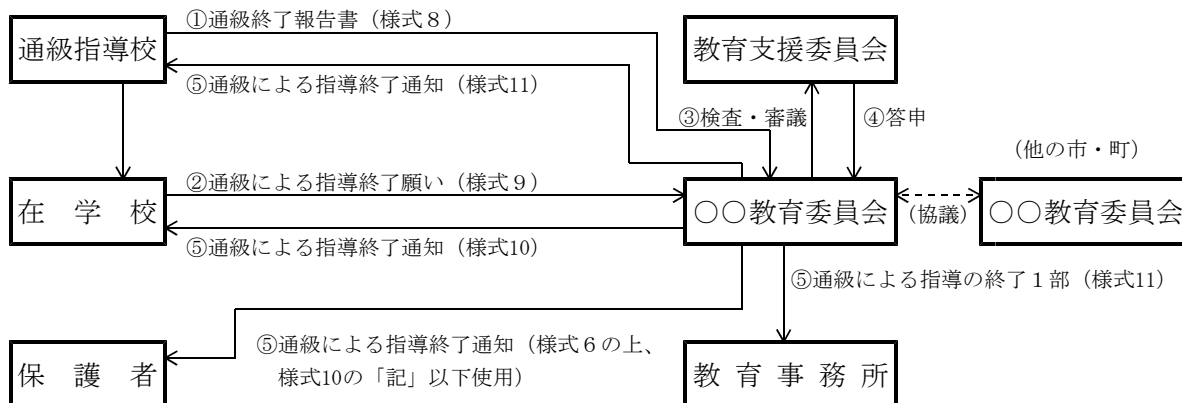 ①通級終了報告書（様式８）
通級指導校
教育支援委員会
⑤通級による指導終了通知（様式11）
③検査・審議
④答申
（他の市・町）
②通級による指導終了願い（様式９）
在　学　校
○○教育委員会
（協議）
○○教育委員会
⑤通級による指導終了通知（様式10）
⑤通級による指導の終了１部（様式11）
⑤通級による指導終了通知（様式６の上、
様式10の「記」以下使用）
保　護　者
教 育 事 務 所